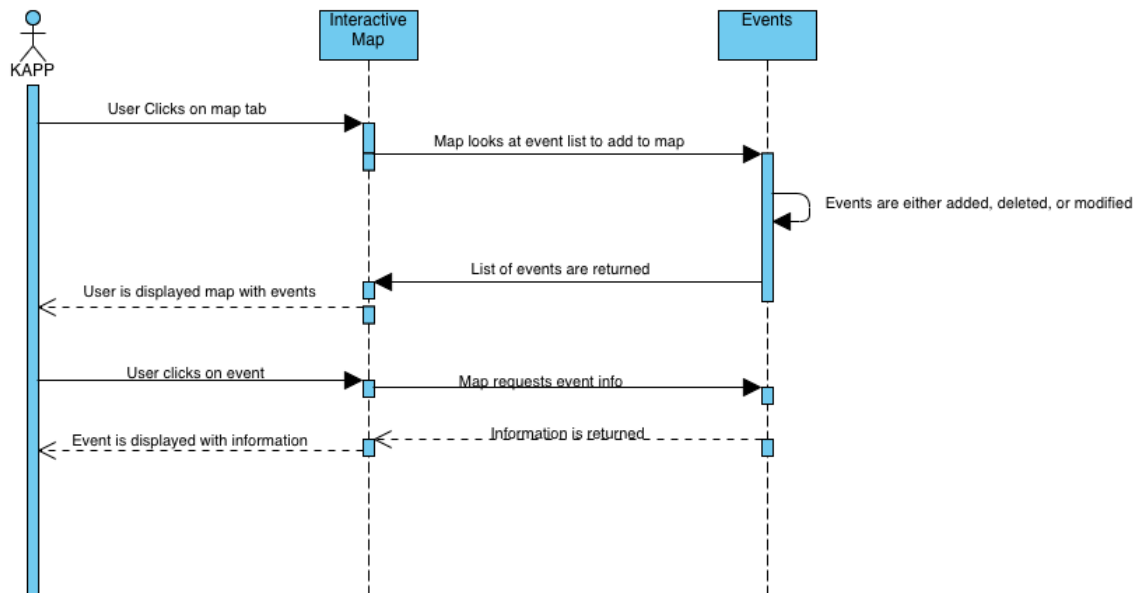 Interactive
Map
Events
KAPP
User Clicks on map tab
Map looks at event list to add to map
Events are either added, deleted, or modified
List of events are returned
User is displayed map with events
User clicks on event
Map requests event info
Information is returned
Event is displayed with information